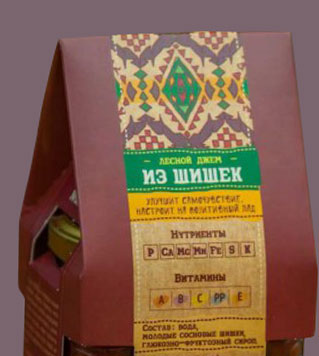 ЛЕСНОЙ ДЖЕМ
ИЗ ШИШЕК
УЛУЧШИТ САМОЧУВСТВИЕ,
НАСТРОИТ НА ПОЗИТИВНЫЙ ЛАД
НУТРИЕНТЫ
P CA MG MN FE S K
ВИТАМИНЫ
A B C PP E
СОСТАВ: ВОДА,
МОЛОДЫЕ СОСНОВЫЕ ШИШКИ,
ГЛЮКОЗНО-ФРУКТОЗНЫЙ СИРОП,